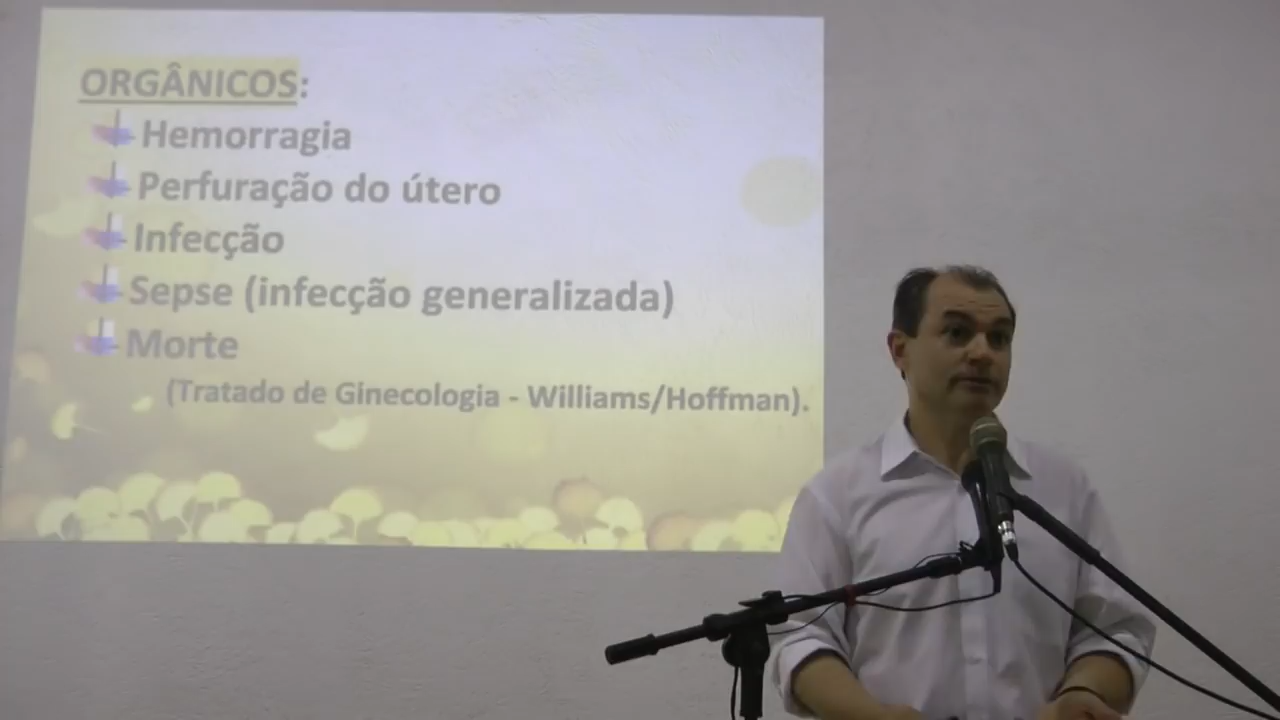 ORGÂNICOS:
Hemorragia
Perfuração do útero
Infecção
Sepse (infecção generalizada)
Morte
(Tratado de Ginecologia - Williams/Hoffman).